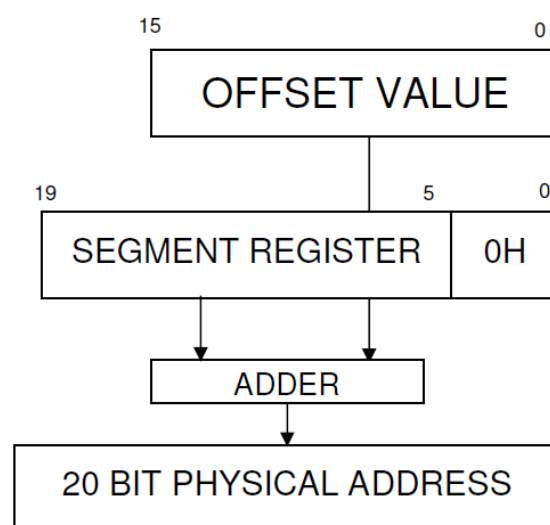 15 0
OFFSET VALUE
19 5 0
SEGMENT REGISTER 0H
ADDER
20 BIT PHYSICAL ADDRESS